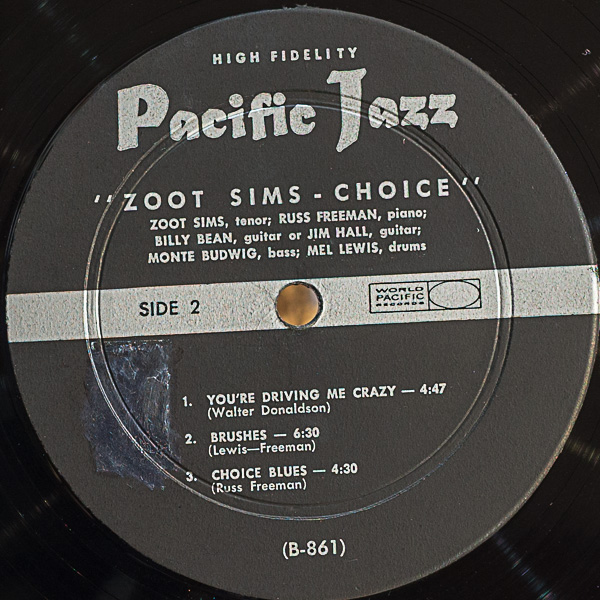 HIGH FIDELITY
Pacific Jazz
"ZOOT SIMS - CHOICE"
ZOOT SIMS, tenor; RUSS FREEMAN, piano;
BILLY BEAN, guitar or JIM HALL, guitar;
MONTE BUDWIG, bass; MEL LEWIS, drums
SIDE 2
WORLD
PACIFIC
RECORDS
1. YOU'RE DRIVING ME CRAZY — 4:47
(Walter Donaldson)
2. BRUSHES — 6:30
(Lewis—Freeman)
3. CHOICE BLUES — 4:30
(Russ Freeman)
(B-861)